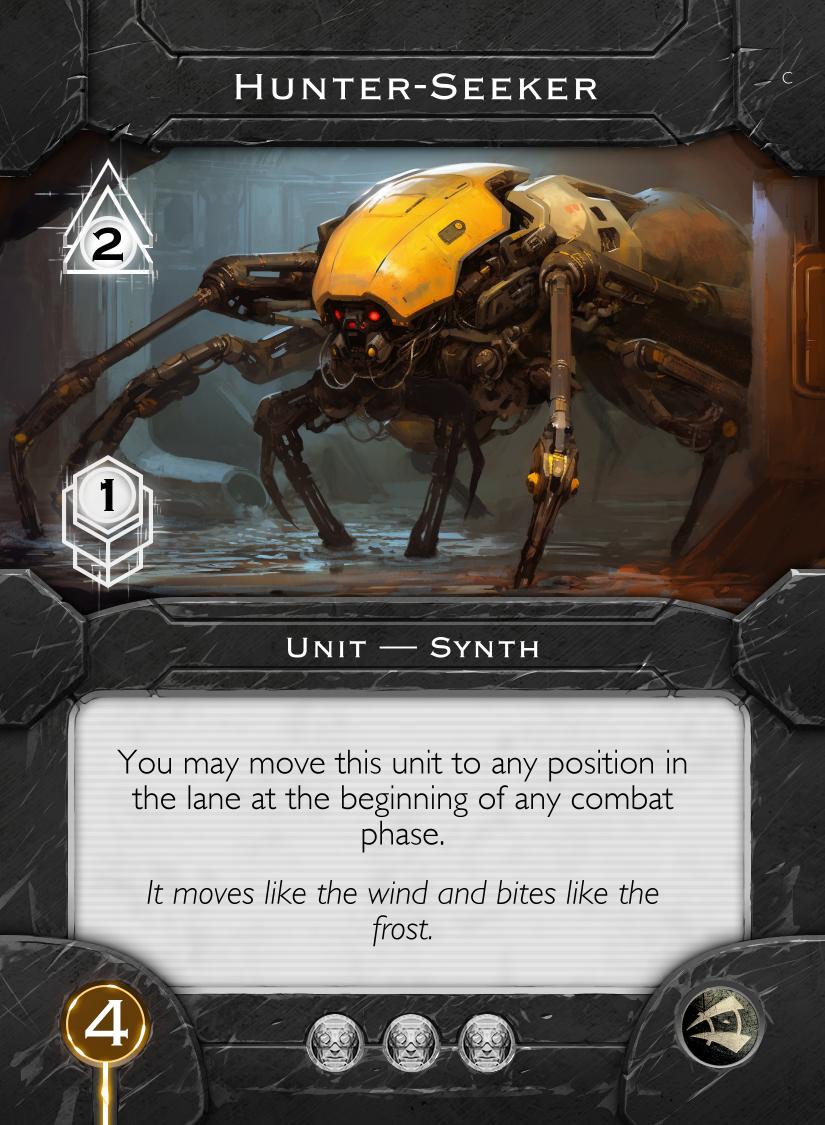 Hunter-Seeker
C
2
1
Unit — Synth
You may move this unit to any position in
the lane at the beginning of any combat
phase.
It moves like the wind and bites like the
frost.
4